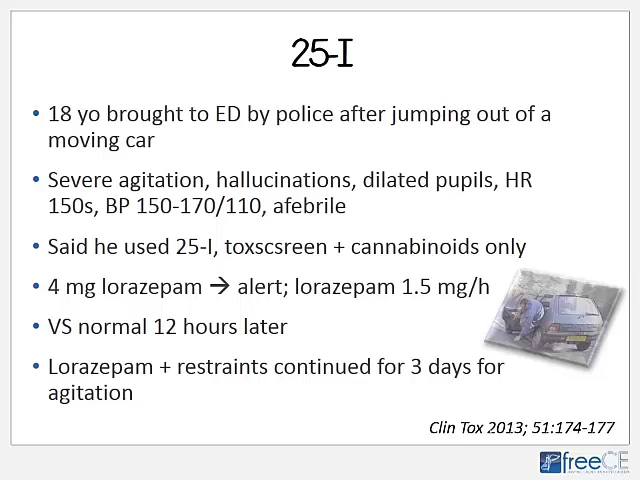 25-I
• 18 yo brought to ED by police after jumping out of a
moving car
• Severe agitation, hallucinations, dilated pupils, HR
150s, BP 150-170/110, afebrile
• Said he used 25-I, toxscsreen + cannabinoids only
• 4 mg lorazepam → alert; lorazepam 1.5 mg/h
• VS normal 12 hours later
• Lorazepam + restraints continued for 3 days for
agitation
Clin Tox 2013; 51:174-177
freeCE